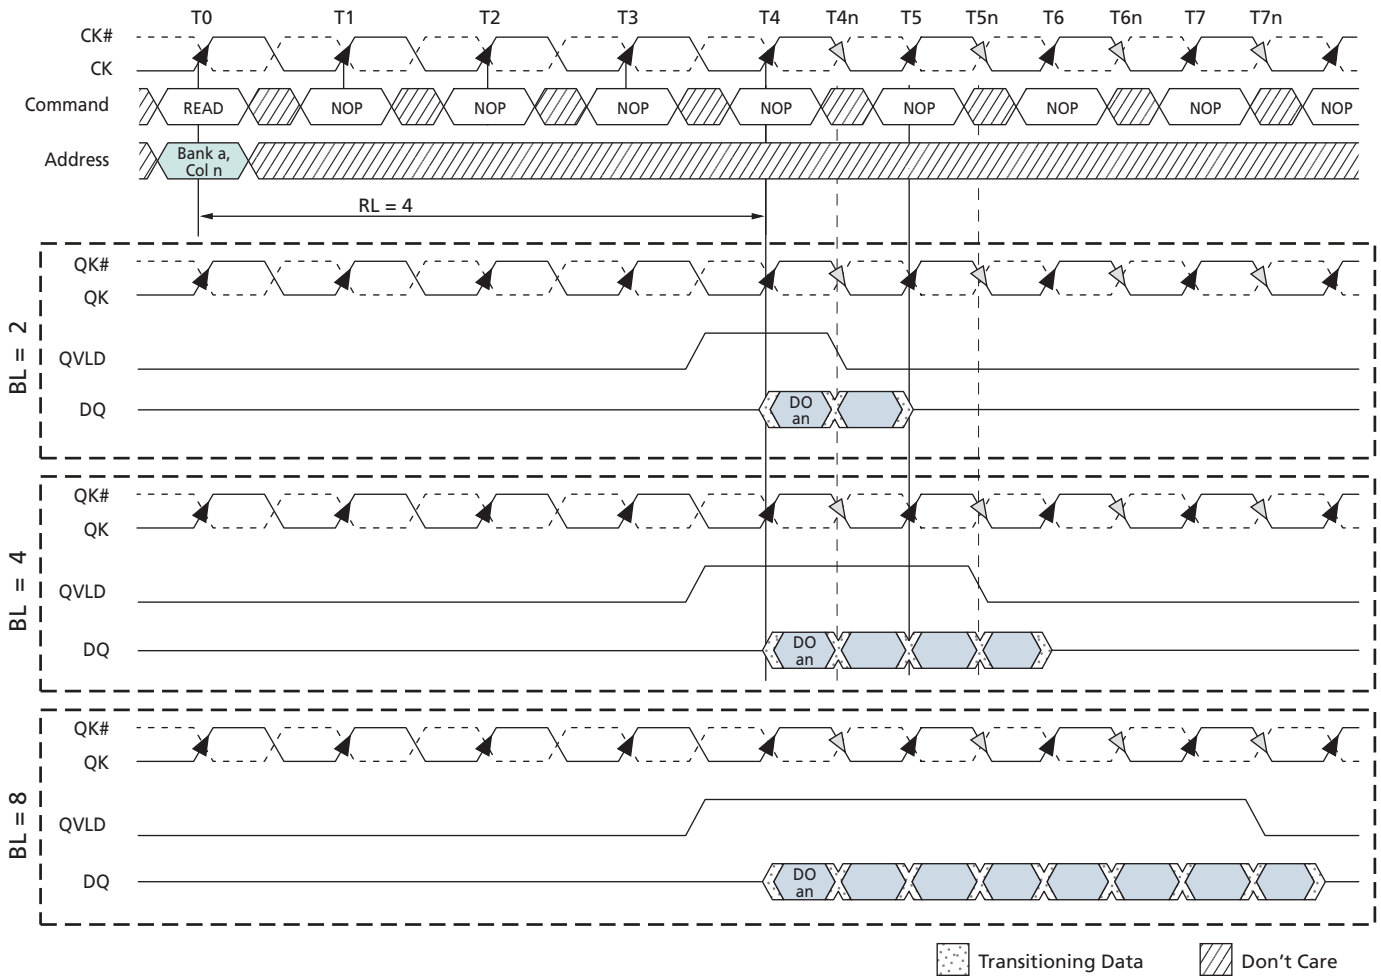 T0 T1 T2 T3 T4 T4n T5 T5n T6 T6n T7 T7n
CK#
CK
Command READ NOP NOP NOP NOP NOP NOP NOP NOP
Address Bank a,
Col n
RL = 4
BL = 2
QK#
QK
QVLD
DQ DO
an
BL = 4
QK#
QK
QVLD
DQ DO
an
BL = 8
QK#
QK
QVLD
DQ DO
an
Transitioning Data Don't Care